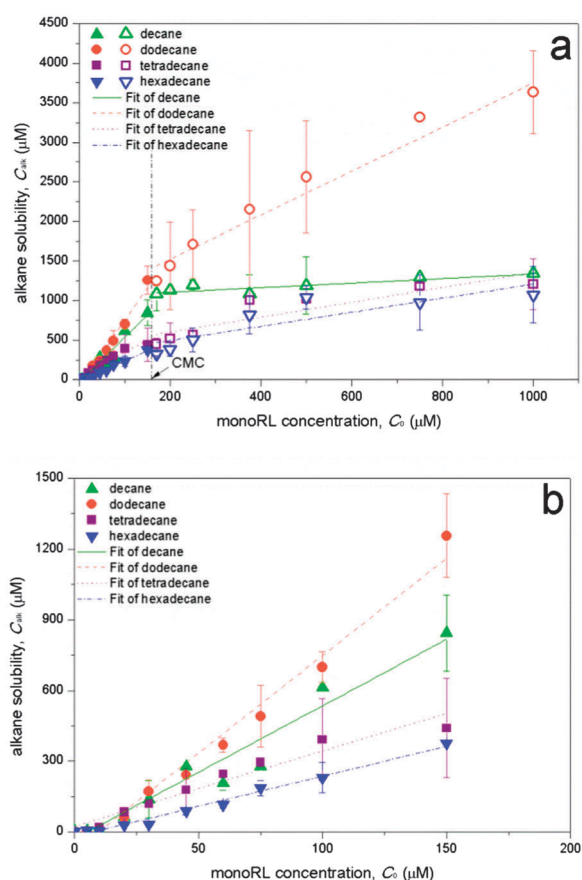 a
decane
dodecane
tetradecane
hexadecane
Fit of decane
Fit of dodecane
Fit of tetradecane
Fit of hexadecane
alkane solubility, Calk (μM)
4500
4000
3500
3000
2500
2000
1500
1000
500
0
CMC
0 200 400 600 800 1000
monoRL concentration, C0 (μM)
b
decane
dodecane
tetradecane
hexadecane
Fit of decane
Fit of dodecane
Fit of tetradecane
Fit of hexadecane
alkane solubility, Calk (μM)
1500
1200
900
600
300
0
0 50 100 150 200
monoRL concentration, C0 (μM)